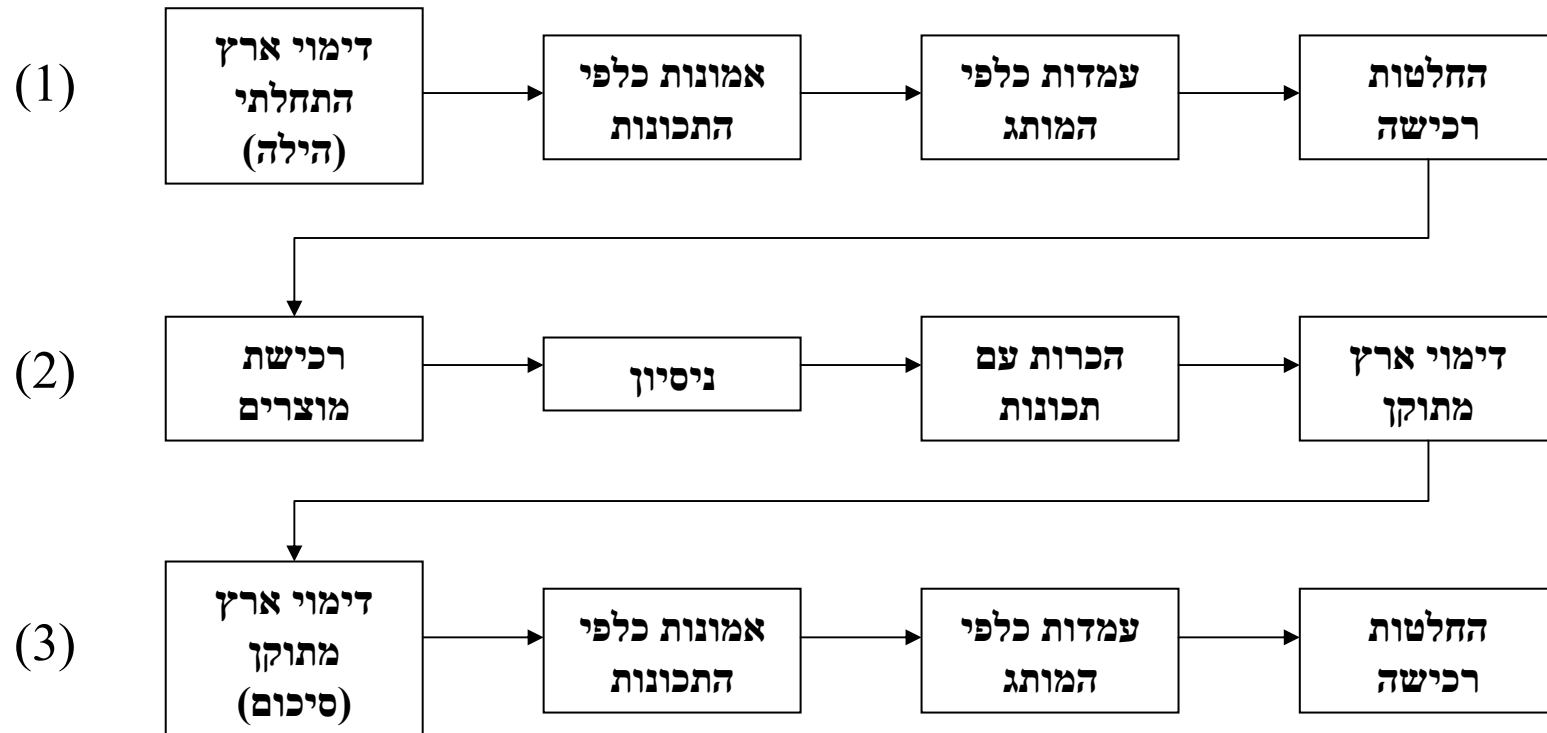 (1)
דימוי ארץ
התחלתי
(הילה)
אמונות כלפי
התכונות
עמדות כלפי
המותג
החלטות
רכישה
(2)
רכישת
מוצרים
ניסיון
הכרות עם
תכונות
דימוי ארץ
מתוקן
(3)
דימוי ארץ
מתוקן
(סיכום)
אמונות כלפי
התכונות
עמדות כלפי
המותג
החלטות
רכישה